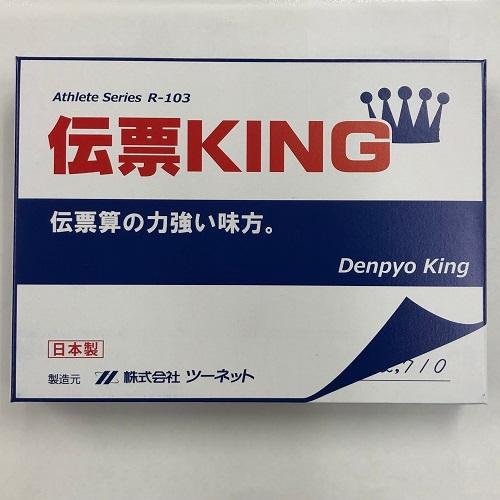 Athlete Series R-103
伝票KING
伝票算の力強い味方。
Denpyo King
日本製
製造元 株式会社 ツーネット
,710